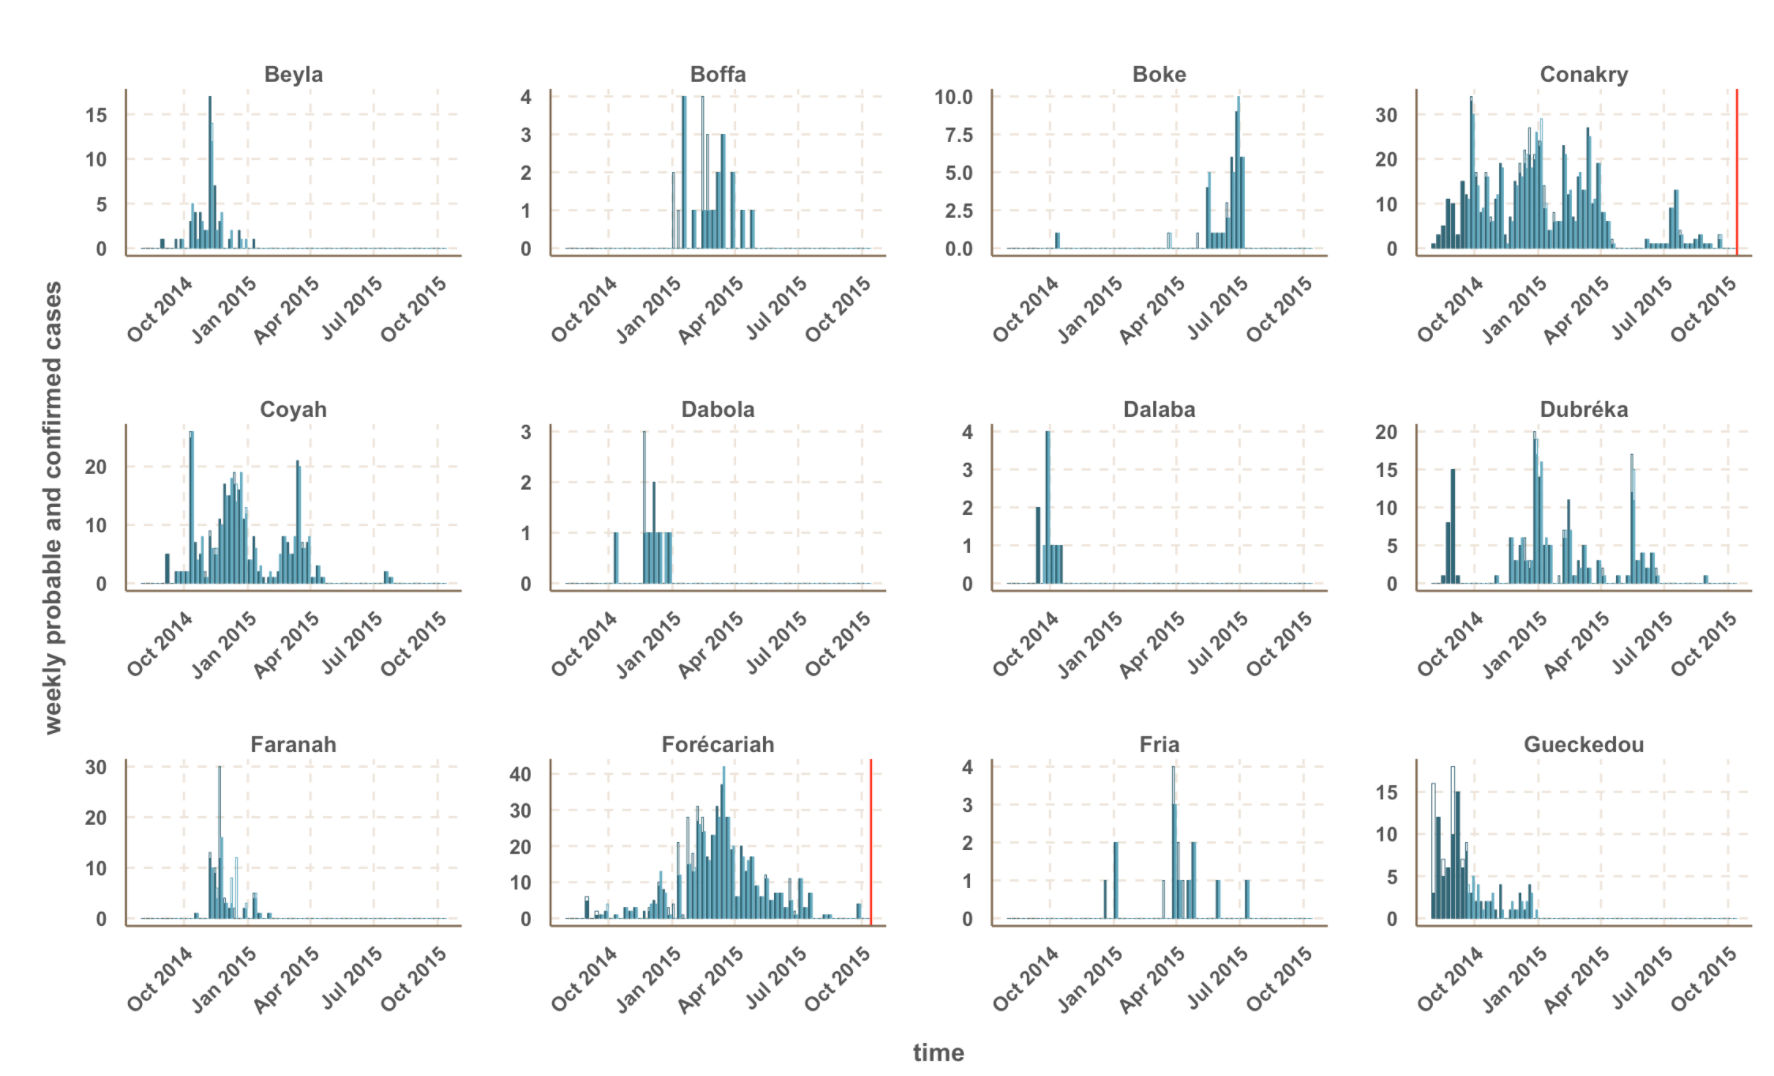 Beyla
Boffa
Boke
Conakry
15
10
5
0
4
3
2
1
0
10.0
7.5
5.0
2.5
0.0
30
20
10
0
Oct 2014
Jan 2015
Apr 2015
Jul 2015
Oct 2015
Oct 2014
Jan 2015
Apr 2015
Jul 2015
Oct 2015
Oct 2014
Jan 2015
Apr 2015
Jul 2015
Oct 2015
Oct 2014
Jan 2015
Apr 2015
Jul 2015
Oct 2015
weekly probable and confirmed cases
Coyah
Dabola
Dalaba
Dubréka
20
10
0
3
2
1
0
4
3
2
1
0
20
15
10
5
0
Oct 2014
Jan 2015
Apr 2015
Jul 2015
Oct 2015
Oct 2014
Jan 2015
Apr 2015
Jul 2015
Oct 2015
Oct 2014
Jan 2015
Apr 2015
Jul 2015
Oct 2015
Oct 2014
Jan 2015
Apr 2015
Jul 2015
Oct 2015
Faranah
Forécariah
Fria
Gueckedou
30
20
10
0
40
30
20
10
0
4
3
2
1
0
15
10
5
0
Oct 2014
Jan 2015
Apr 2015
Jul 2015
Oct 2015
Oct 2014
Jan 2015
Apr 2015
Jul 2015
Oct 2015
Oct 2014
Jan 2015
Apr 2015
Jul 2015
Oct 2015
Oct 2014
Jan 2015
Apr 2015
Jul 2015
Oct 2015
time